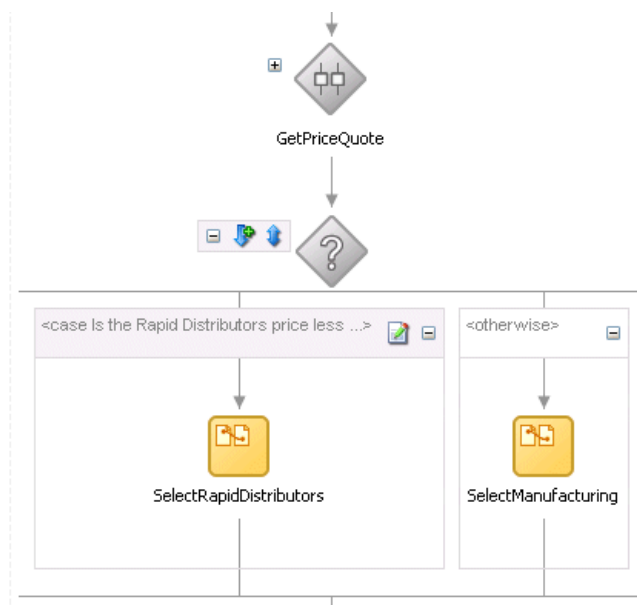 GetPriceQuote
<case Is the Rapid Distributors price less ...>
<otherwise>
SelectRapidDistributors
SelectManufacturing